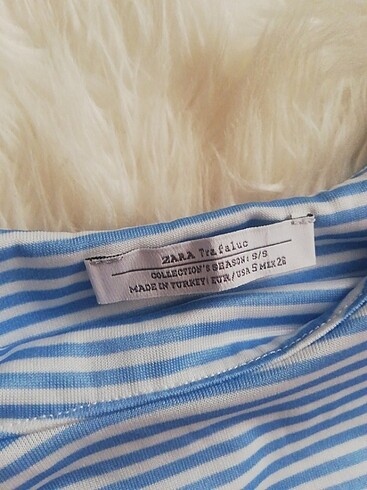 ZARA Trafaluc
COLLECTION'S SEASON: S/S
MADE IN TURKEY: EUR/USA S MEX 26